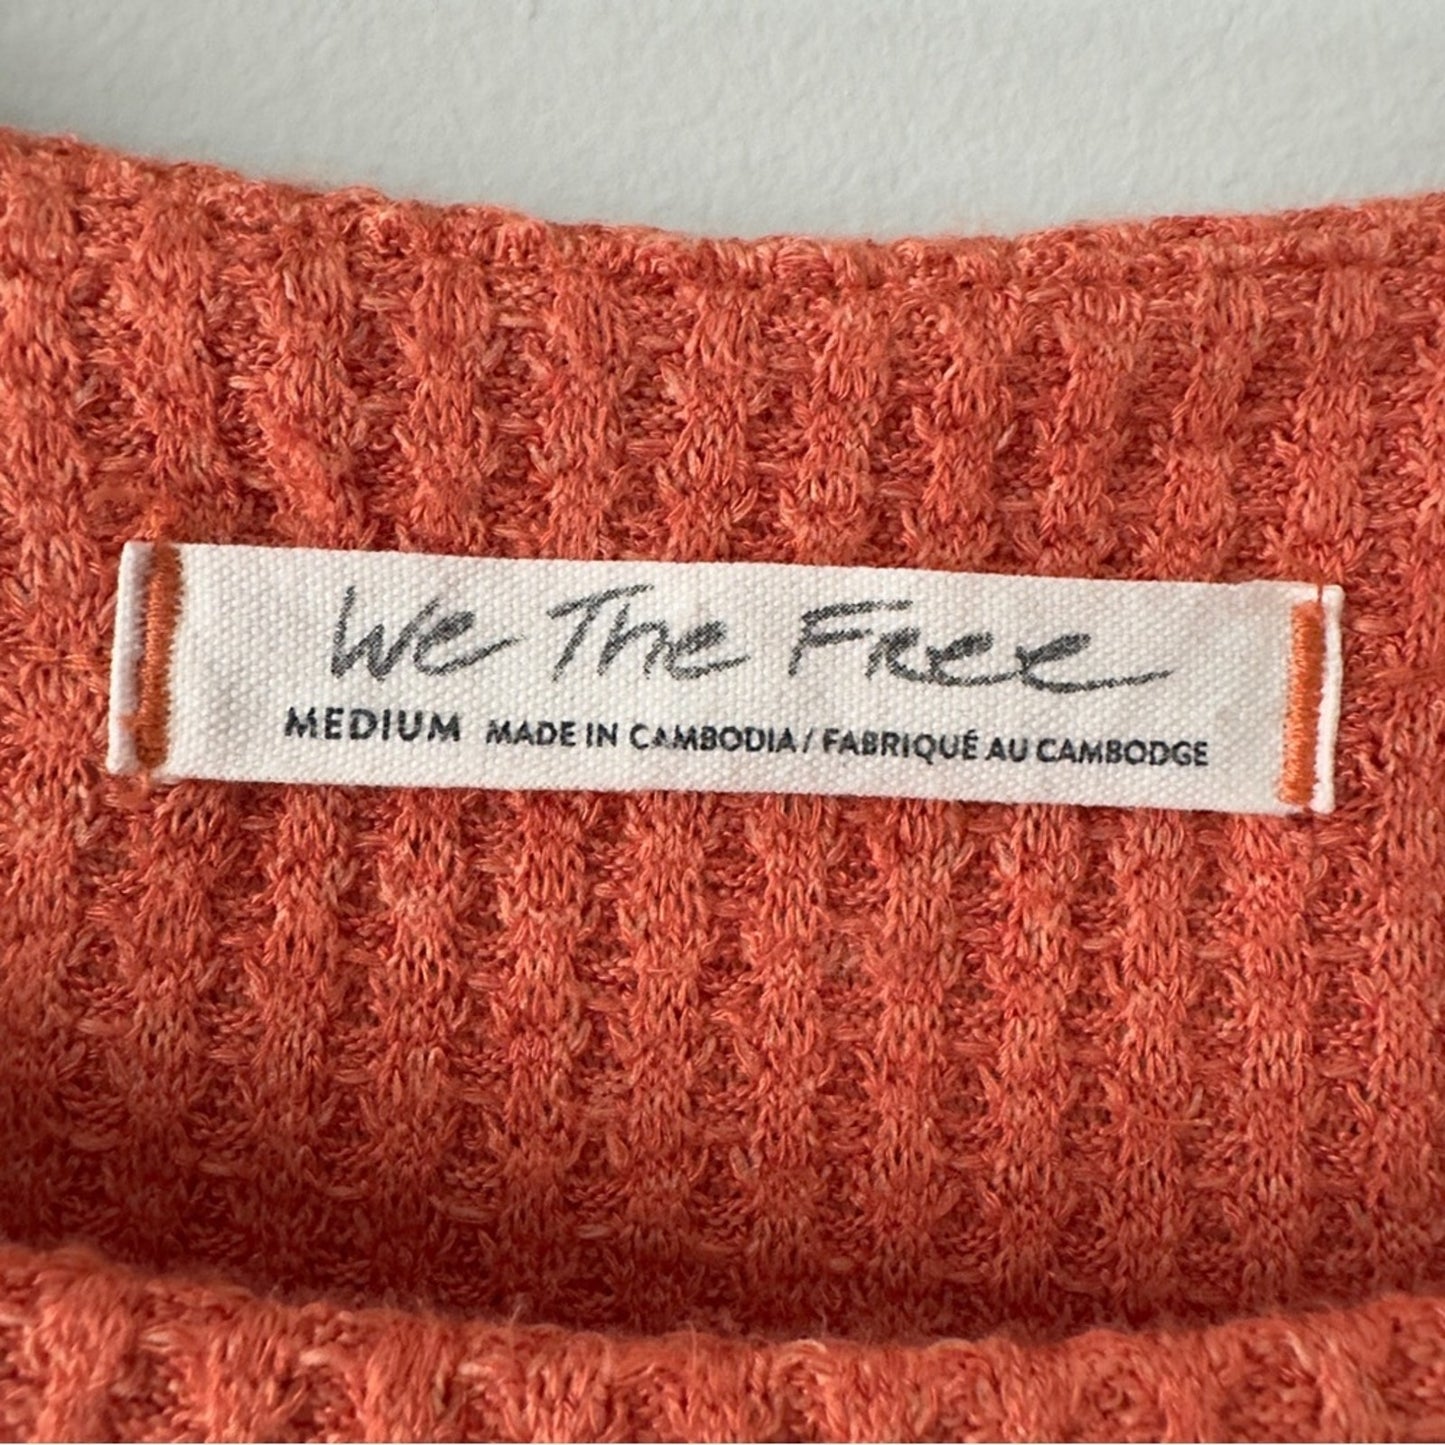 We The Free
MEDIUM MADE IN CAMBODIA / FABRIQUÉ AU CAMBODGE